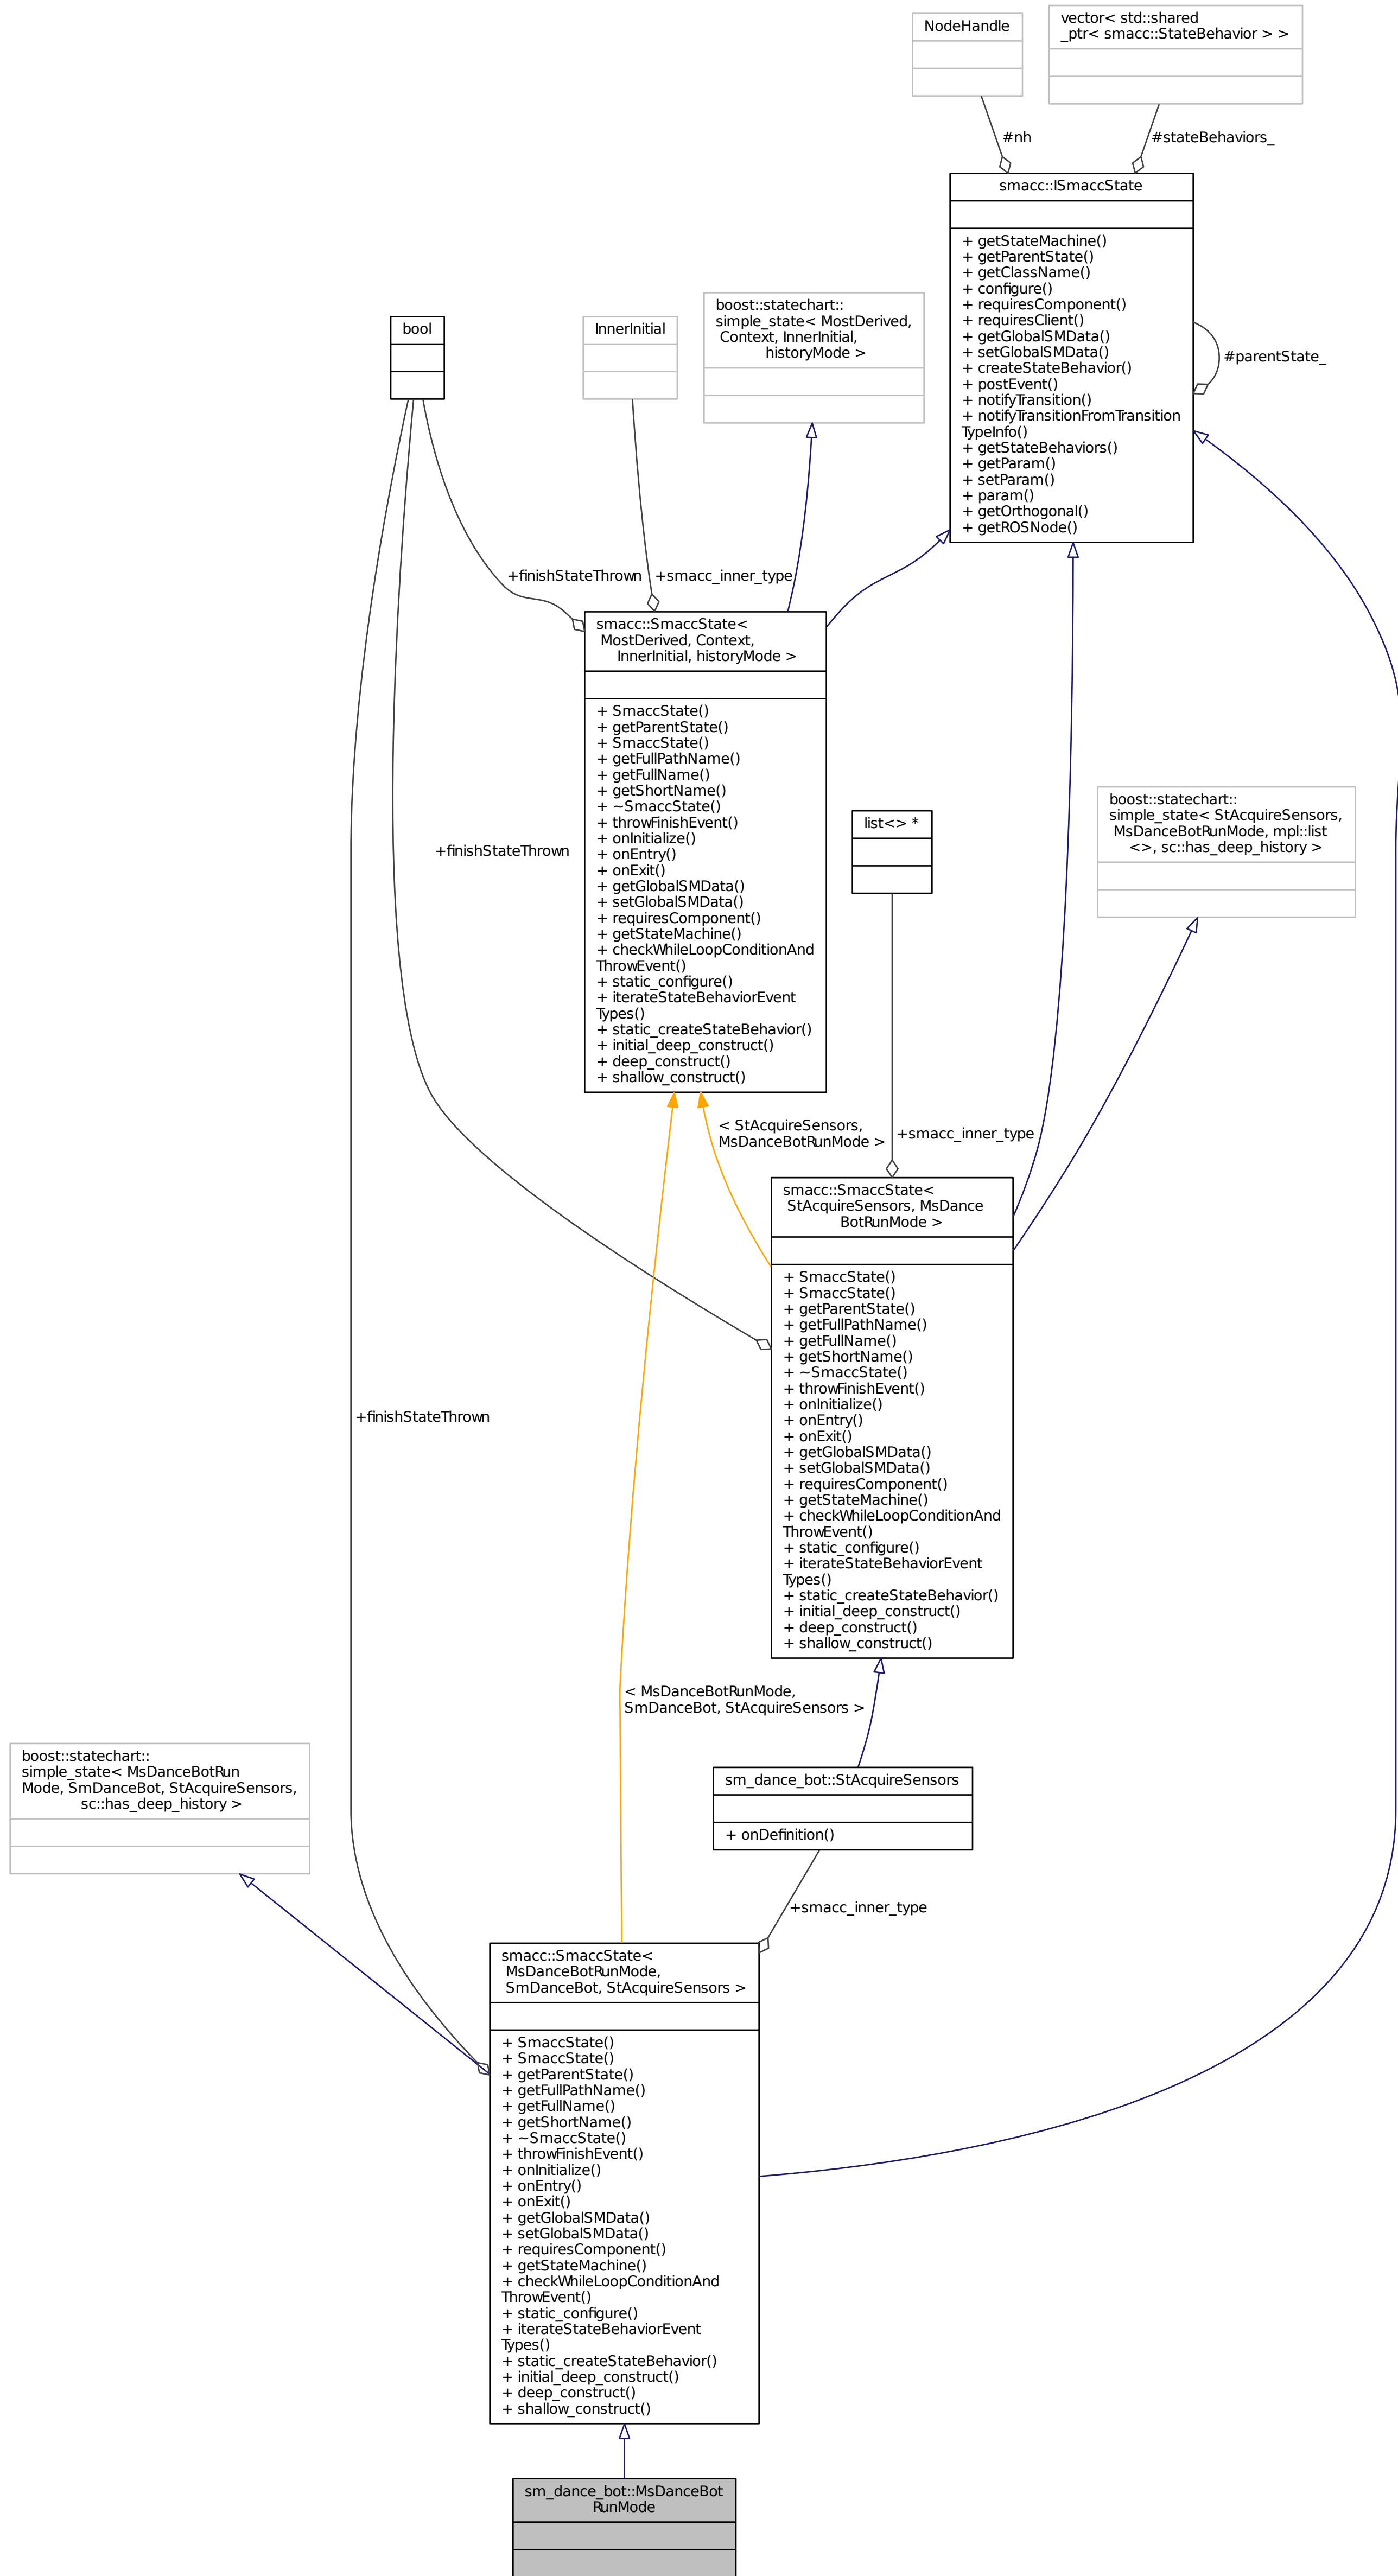 NodeHandle
vector< std::shared
_ptr< smacc::StateBehavior > >
#nh
#stateBehaviors_
smacc::ISmaccState
+ getStateMachine()
+ getParentState()
+ getClassName()
+ configure()
+ requiresComponent()
+ requiresClient()
+ getGlobalSMData()
+ setGlobalSMData()
+ createStateBehavior()
+ postEvent()
+ notifyTransition()
+ notifyTransitionFromTransition
TypeInfo()
+ getStateBehaviors()
+ getParam()
+ setParam()
+ param()
+ getOrthogonal()
+ getROSNode()
#parentState_
boost::statechart::
simple_state< MostDerived,
Context, InnerInitial,
historyMode >
bool
InnerInitial
+finishStateThrown
+smacc_inner_type
smacc::SmaccState<
MostDerived, Context,
InnerInitial, historyMode >
+ SmaccState()
+ getParentState()
+ SmaccState()
+ getFullPathName()
+ getFullName()
+ getShortName()
+ ~SmaccState()
+ throwFinishEvent()
+ onInitialize()
+ onEntry()
+ onExit()
+ getGlobalSMData()
+ setGlobalSMData()
+ requiresComponent()
+ getStateMachine()
+ checkWhileLoopConditionAnd
ThrowEvent()
+ static_configure()
+ iterateStateBehaviorEvent
Types()
+ static_createStateBehavior()
+ initial_deep_construct()
+ deep_construct()
+ shallow_construct()
+finishStateThrown
list<> *
boost::statechart::
simple_state< StAcquireSensors,
MsDanceBotRunMode, mpl::list
<>, sc::has_deep_history >
< StAcquireSensors,
MsDanceBotRunMode >
+smacc_inner_type
smacc::SmaccState<
StAcquireSensors, MsDance
BotRunMode >
+ SmaccState()
+ SmaccState()
+ getParentState()
+ getFullPathName()
+ getFullName()
+ getShortName()
+ ~SmaccState()
+ throwFinishEvent()
+ onInitialize()
+ onEntry()
+ onExit()
+ getGlobalSMData()
+ setGlobalSMData()
+ requiresComponent()
+ getStateMachine()
+ checkWhileLoopConditionAnd
ThrowEvent()
+ static_configure()
+ iterateStateBehaviorEvent
Types()
+ static_createStateBehavior()
+ initial_deep_construct()
+ deep_construct()
+ shallow_construct()
+finishStateThrown
< MsDanceBotRunMode,
SmDanceBot, StAcquireSensors >
boost::statechart::
simple_state< MsDanceBotRun
Mode, SmDanceBot, StAcquireSensors,
sc::has_deep_history >
sm_dance_bot::StAcquireSensors
+ onDefinition()
+smacc_inner_type
smacc::SmaccState<
MsDanceBotRunMode,
SmDanceBot, StAcquireSensors >
+ SmaccState()
+ SmaccState()
+ getParentState()
+ getFullPathName()
+ getFullName()
+ getShortName()
+ ~SmaccState()
+ throwFinishEvent()
+ onInitialize()
+ onEntry()
+ onExit()
+ getGlobalSMData()
+ setGlobalSMData()
+ requiresComponent()
+ getStateMachine()
+ checkWhileLoopConditionAnd
ThrowEvent()
+ static_configure()
+ iterateStateBehaviorEvent
Types()
+ static_createStateBehavior()
+ initial_deep_construct()
+ deep_construct()
+ shallow_construct()
sm_dance_bot::MsDanceBot
RunMode